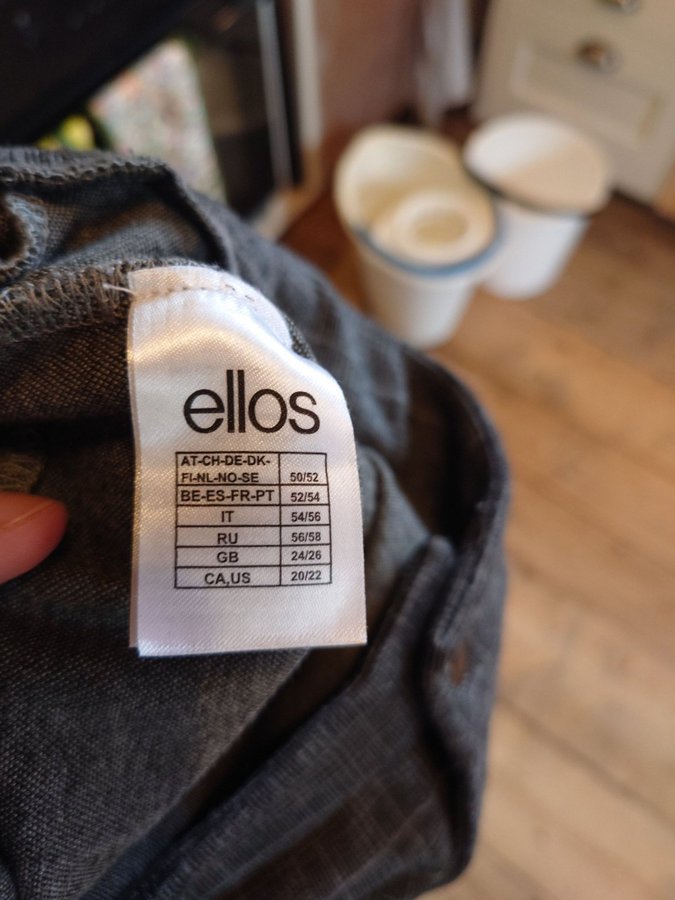 ellos
AT-CH-DE-DK-
FI-NL-NO-SE 50/52
BE-ES-FR-PT 52/54
IT 54/56
RU 56/58
GB 24/26
CA,US 20/22